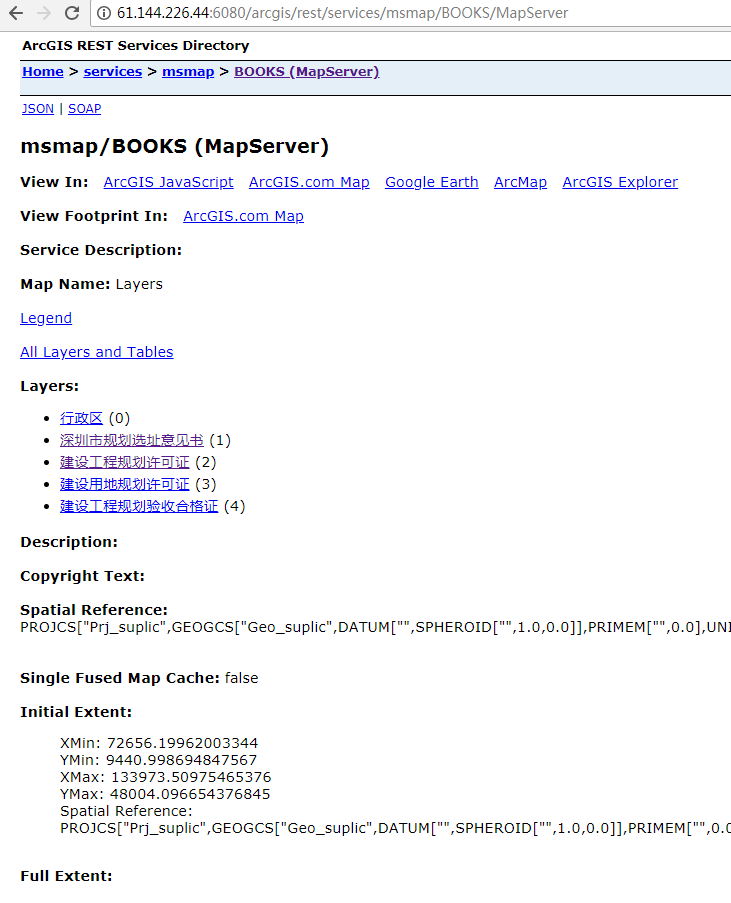 61.144.226.44:6080/arcgis/rest/services/msmap/BOOKS/MapServer
ArcGIS REST Services Directory
Home > services > msmap > BOOKS (MapServer)
JSON | SOAP
msmap/BOOKS (MapServer)
View In: ArcGIS JavaScript ArcGIS.com Map Google Earth ArcMap ArcGIS Explorer
View Footprint In: ArcGIS.com Map
Service Description:
Map Name: Layers
Legend
All Layers and Tables
Layers:
• 行政区 (0)
• 深圳市规划选址意见书 (1)
• 建设工程规划许可证 (2)
• 建设用地规划许可证 (3)
• 建设工程规划验收合格证 (4)
Description:
Copyright Text:
Spatial Reference:
PROJCS["Prj_suplic",GEOGCS["Geo_suplic",DATUM["",SPHEROID["",1.0,0.0]],PRIMEM["",0.0],UNI
Single Fused Map Cache: false
Initial Extent:
XMin: 72656.19962003344
YMin: 9440.998694847567
XMax: 133973.50975465376
YMax: 48004.096654376845
Spatial Reference:
PROJCS["Prj_suplic",GEOGCS["Geo_suplic",DATUM["",SPHEROID["",1.0,0.0]],PRIMEM["",0.0
Full Extent: